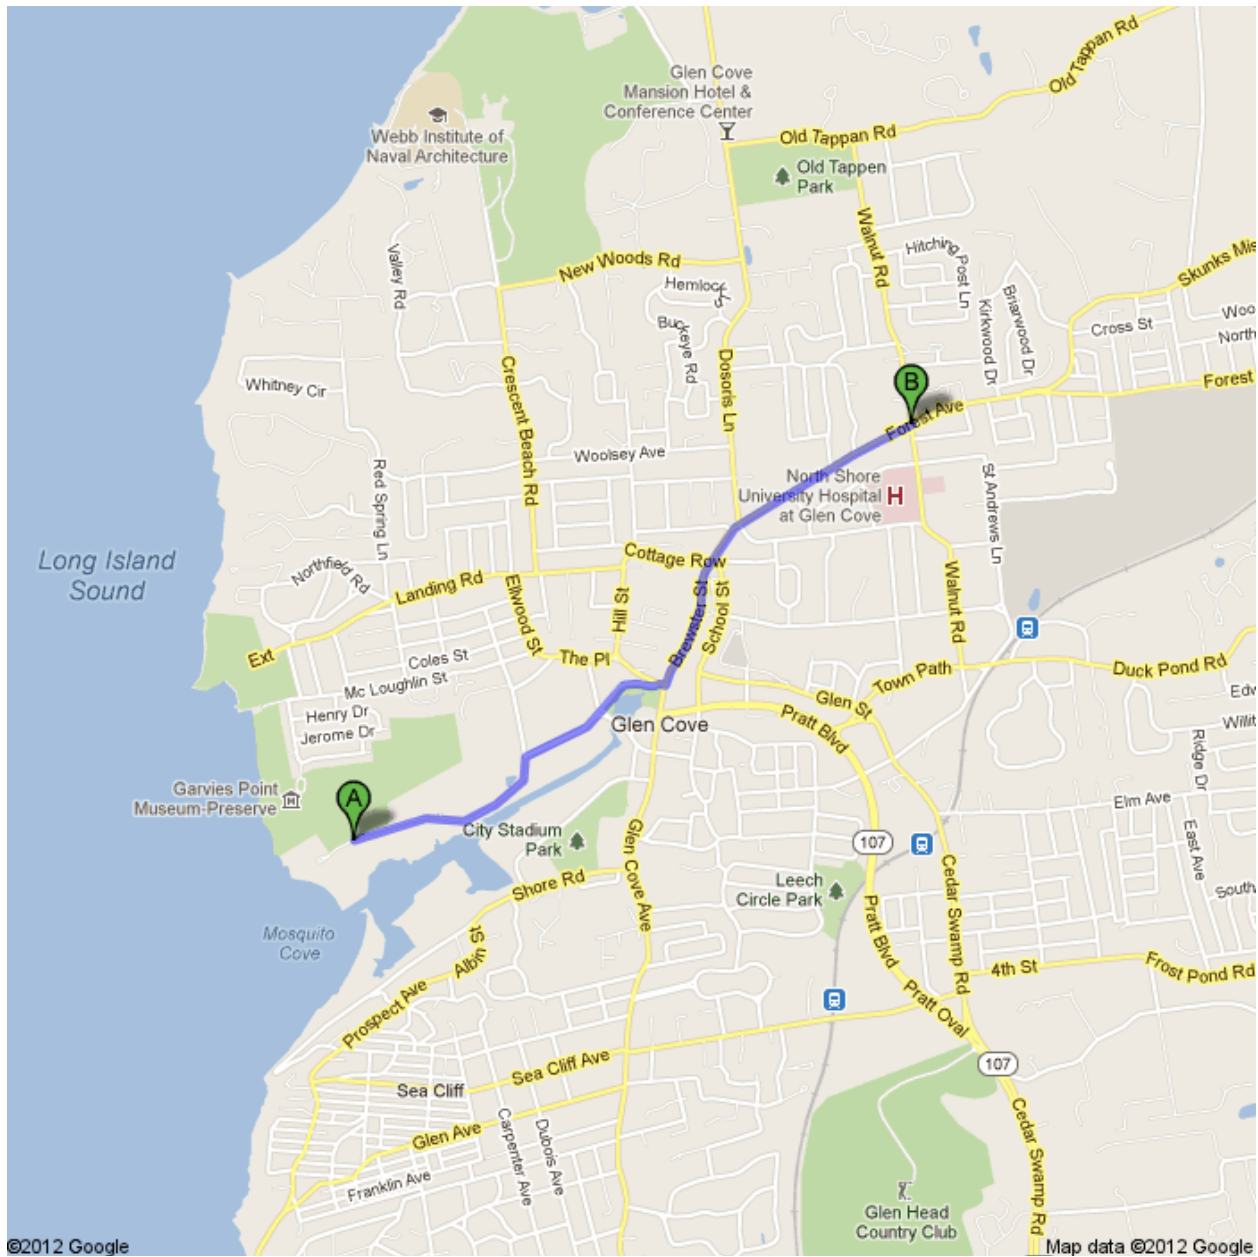 Old Tappan Rd
Glen Cove
Mansion Hotel &
Conference Center
Webb Institute of
Naval Architecture
Old Tappan Rd
Old Tappen
Park
Walnut Rd
Hitching Post Ln
Skunks Mis
Valley Rd
New Woods Rd
Hemlock
Buckeye Rd
Kirkwood Dr
Briarwood Dr
Cross St
Woo
North
Whitney Cir
Crescent Beach Rd
Dosoris Ln
B
Forest Ave
Forest
Woolsey Ave
Red Spring Ln
North Shore
University Hospital
at Glen Cove
H
St Andrews Ln
Long Island
Sound
Northfield Rd
Landing Rd
Cottage Row
Ellwood St
Hill St
Brewster St
School St
Walnut Rd
Ext
Coles St
The Pl
Mc Loughlin St
Town Path
Duck Pond Rd
Henry Dr
Jerome Dr
Glen St
Glen Cove
Pratt Blvd
Edw
Willit
Ridge Dr
Garvies Point
Museum-Preserve
A
City Stadium
Park
Elm Ave
East Ave
107
Glen Cove Ave
Shore Rd
Leech
Circle Park
Cedar Swamp Rd
South
Mosquito
Cove
Albin St
Pratt Blvd
4th St
Frost Pond Rd
Prospect Ave
Pratt Oval
Sea Cliff Ave
107
Sea Cliff
Glen Ave
Carpenter Ave
Dubois Ave
Cedar Swamp Rd
Franklin Ave
Glen Head
Country Club
©2012 Google
Map data ©2012 Google